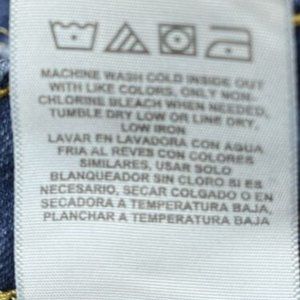 MACHINE WASH COLD INSIDE OUT
WITH LIKE COLORS, ONLY NON-
CHLORINE BLEACH WHEN NEEDED,
TUMBLE DRY LOW OR LINE DRY,
LOW IRON
LAVAR EN LAVADORA CON AGUA
FRIA AL REVES CON COLORES
SIMILARES, USAR SOLO
BLANQUEADOR SIN CLORO SI ES
NECESARIO, SECAR COLGADO O EN
SECADORA A TEMPERATURA BAJA,
PLANCHAR A TEMPERATURA BAJA